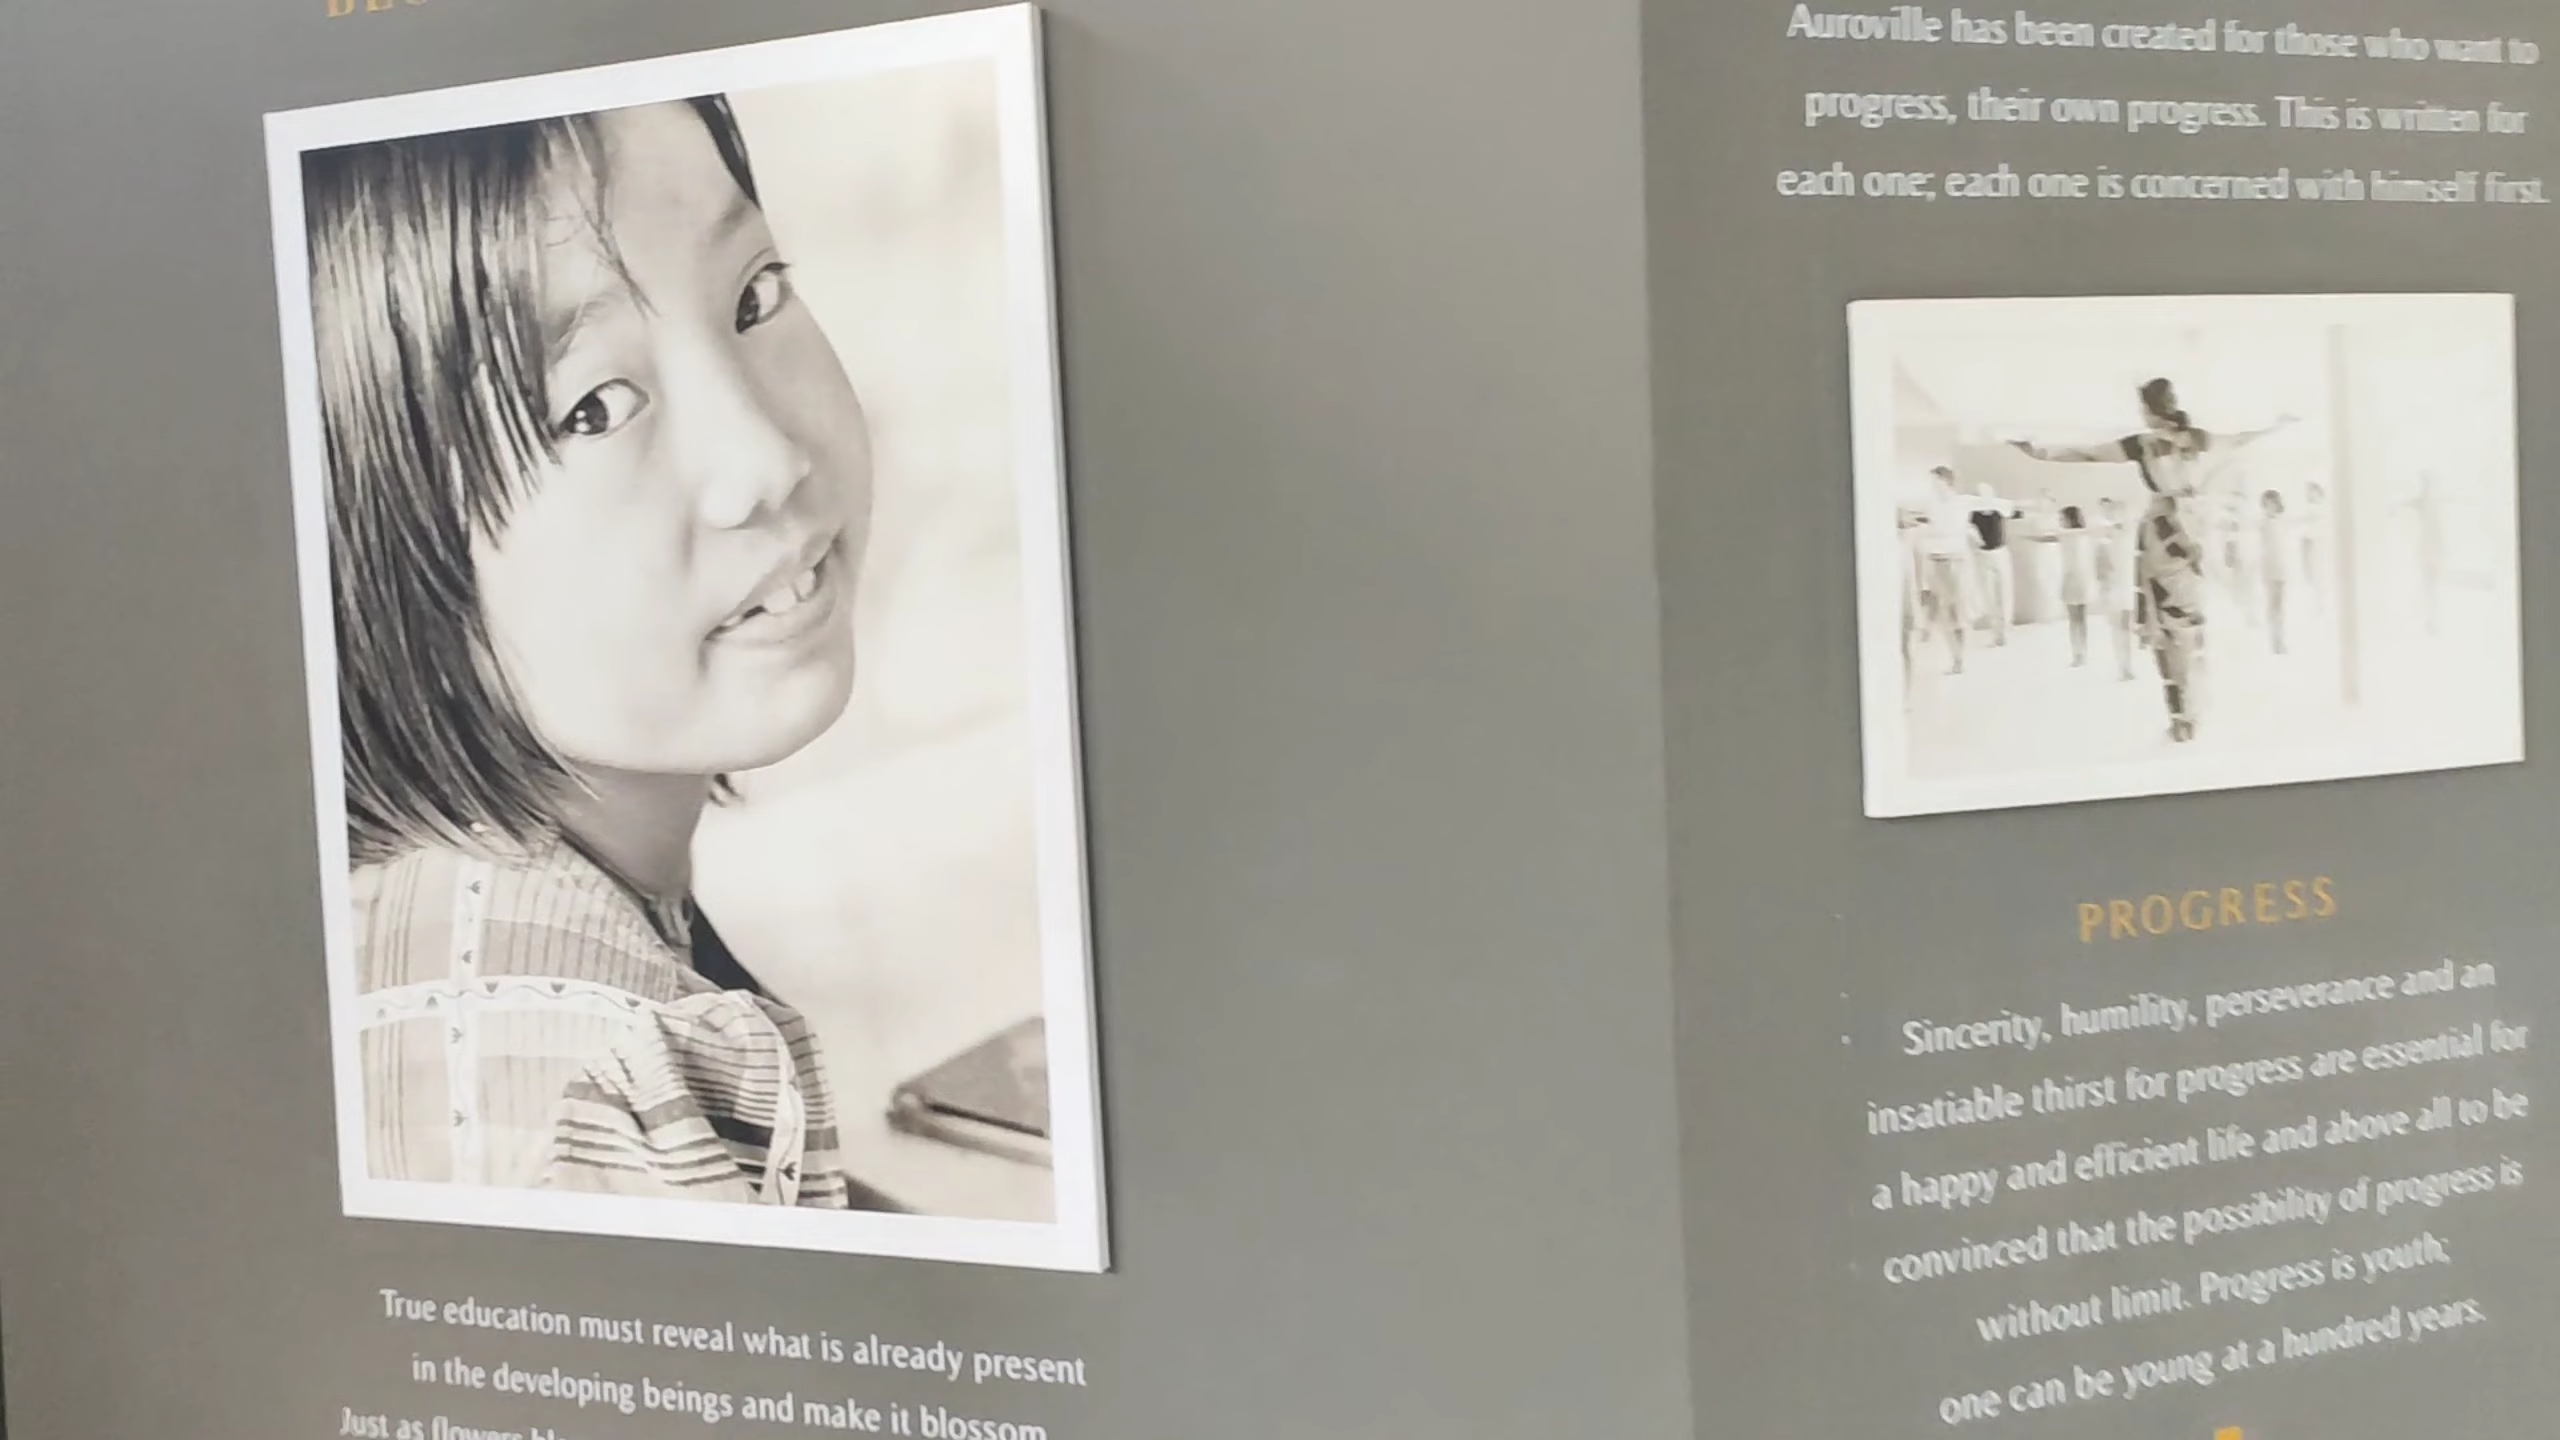 True education must reveal what is already present
in the developing beings and make it blossom.
Just as flowers
Auroville has been created for those who want to
progress, their own progress. This is written for
each one; each one is concerned with himself first.
PROGRESS
Sincerity, humility, perseverance and an
insatiable thirst for progress are essential for
a happy and efficient life and above all to be
convinced that the possibility of progress is
without limit. Progress is youth;
one can be young at a hundred years.